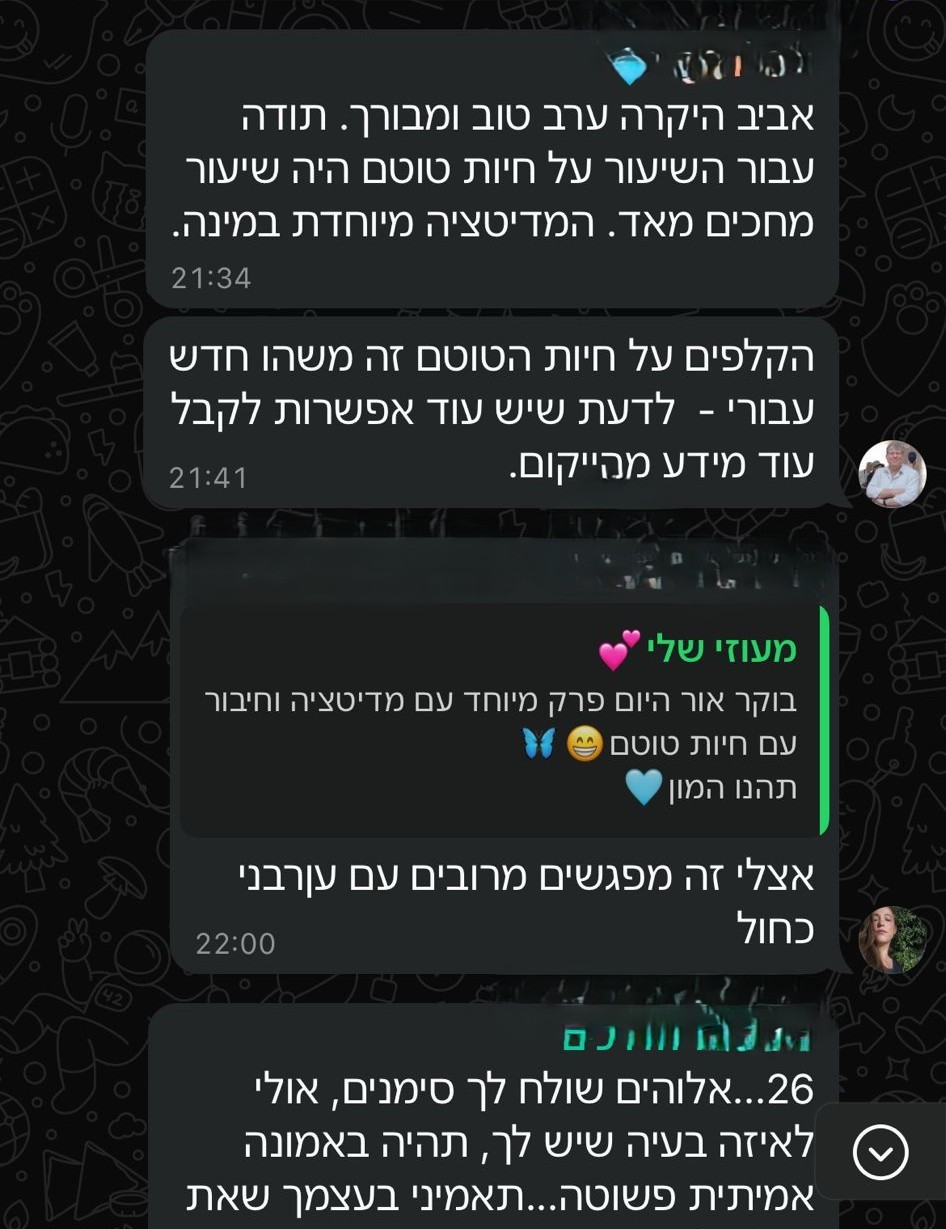 אביב היקרה ערב טוב ומבורך. תודה
עבור השיעור על חיות טוטם היה שיעור
מחכים מאד. המדיטציה מיוחדת במינה.
21:34
הקלפים על חיות הטוטם זה משהו חדש
עבורי - לדעת שיש עוד אפשרות לקבל
עוד מידע מהייקום.
21:41
מעוזי שלי 💕
בוקר אור היום פרק מיוחד עם מדיטציה וחיבור
עם חיות טוטם 😁 🦋
תהנו המון 🩵
אצלי זה מפגשים מרובים עם עןרבני
כחול
22:00
26...אלוהים שולח לך סימנים, אולי
לאיזה בעיה שיש לך, תהיה באמונה
אמיתית פשוטה...תאמיני בעצמך שאת